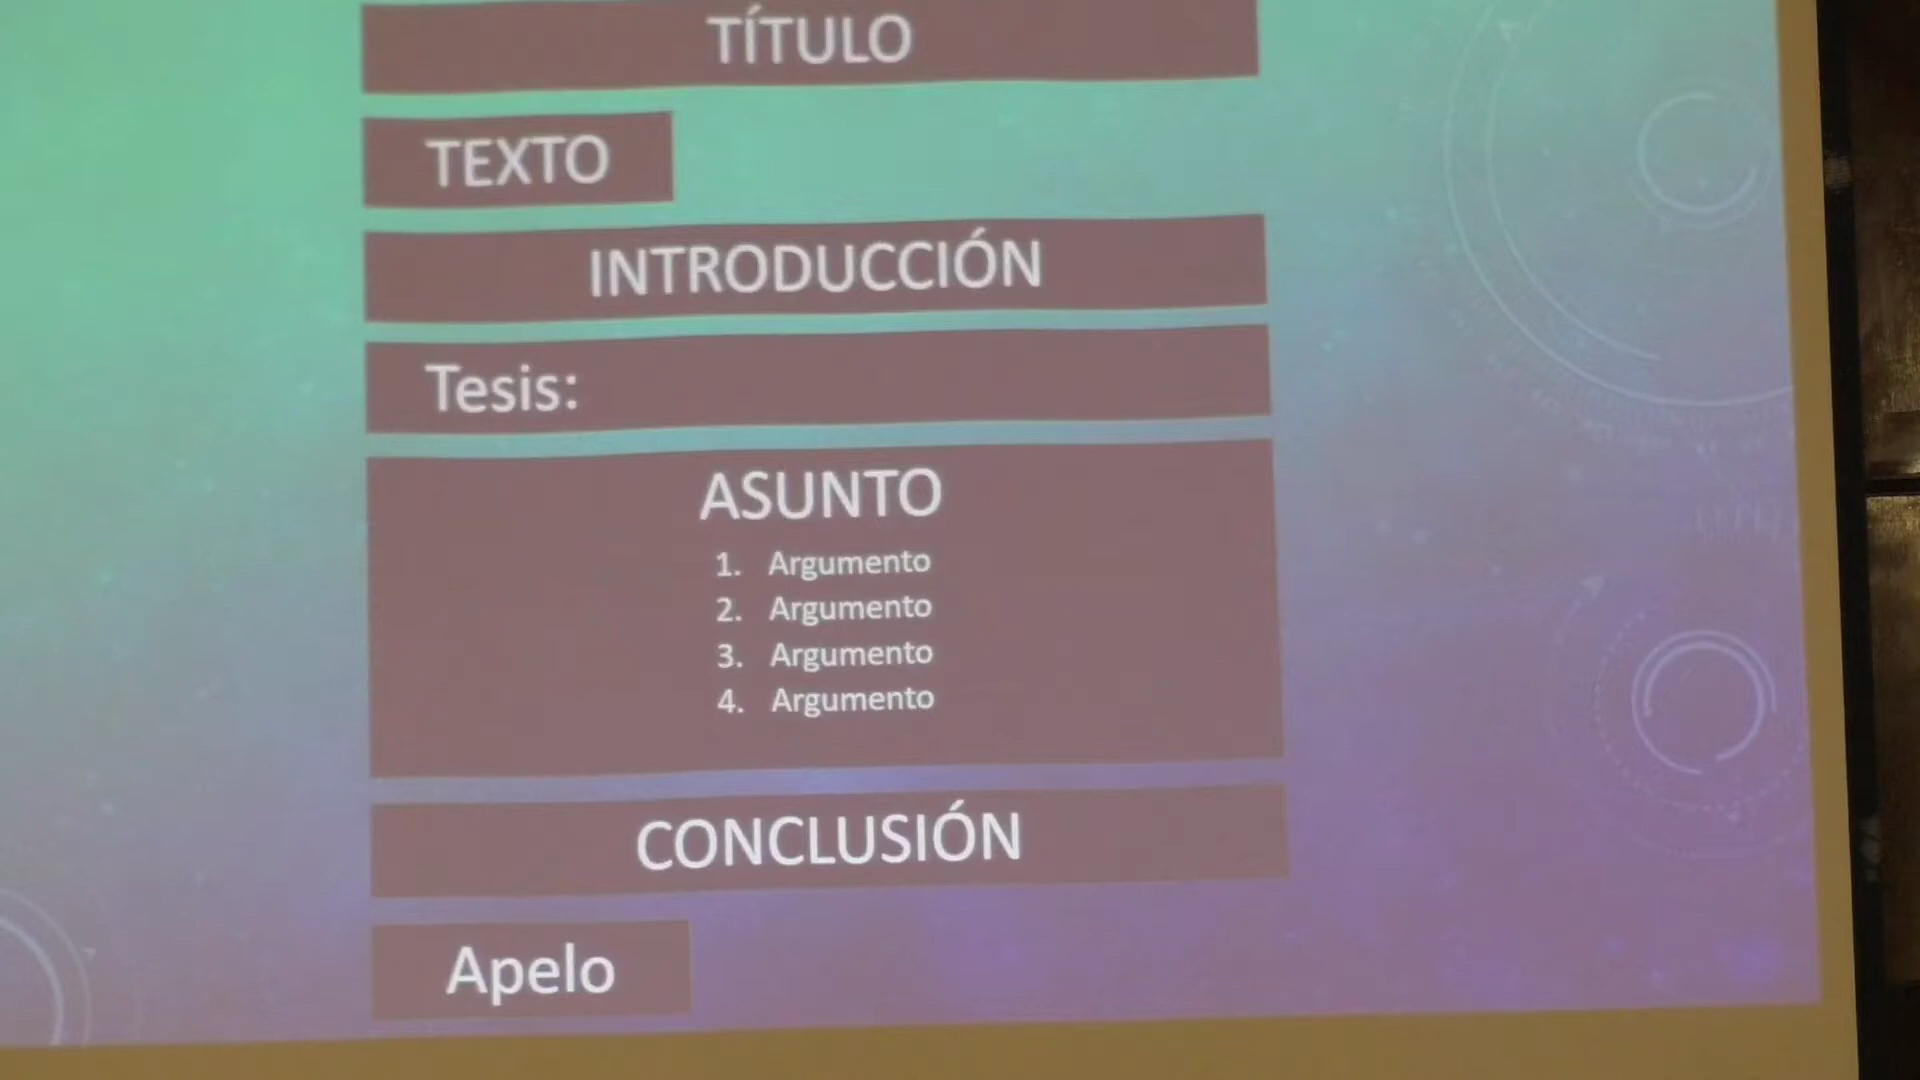 TÍTULO
TEXTO
INTRODUCCIÓN
Tesis:
ASUNTO
1. Argumento
2. Argumento
3. Argumento
4. Argumento
CONCLUSIÓN
Apelo